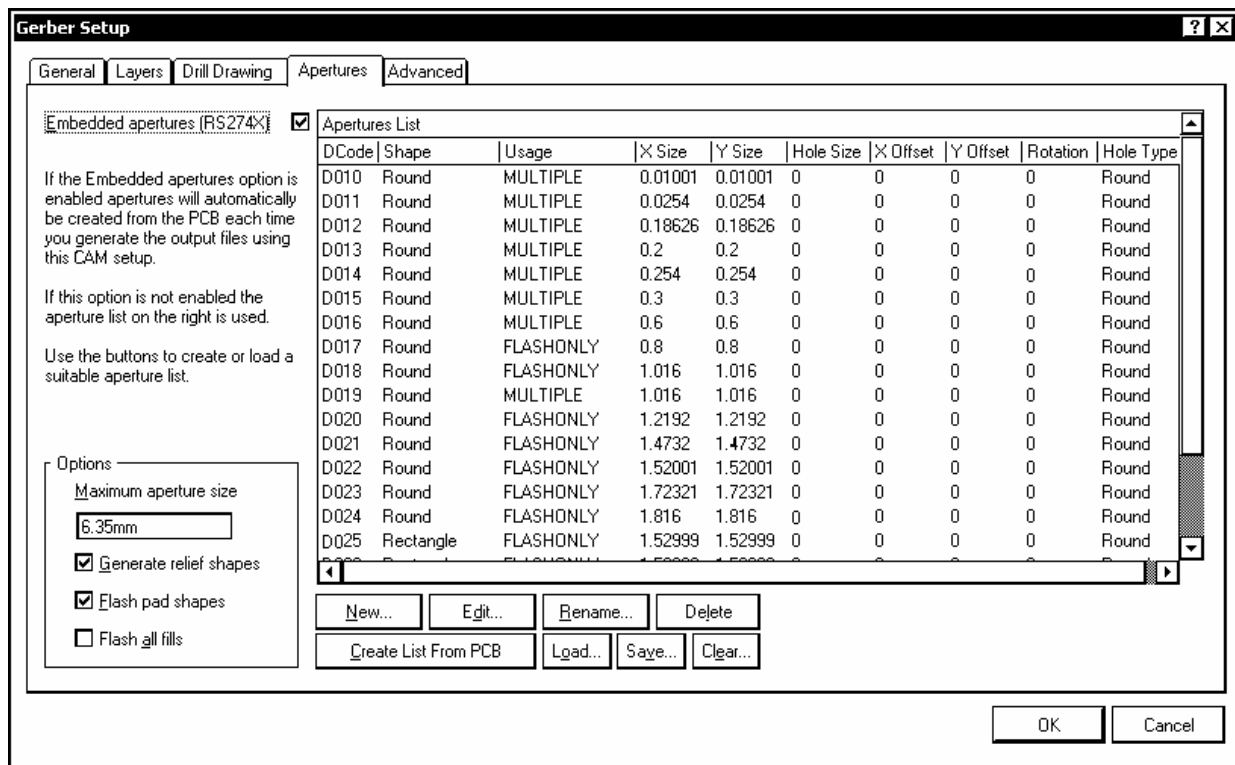 Gerber Setup
General Layers Drill Drawing Apertures Advanced
Embedded apertures (RS274X)
If the Embedded apertures option is
enabled apertures will automatically
be created from the PCB each time
you generate the output files using
this CAM setup.
If this option is not enabled the
aperture list on the right is used.
Use the buttons to create or load a
suitable aperture list.
Options
Maximum aperture size
6.35mm
Generate relief shapes
Flash pad shapes
Flash all fills
Apertures List
DCode Shape Usage X Size Y Size Hole Size X Offset Y Offset Rotation Hole Type
D010 Round MULTIPLE 0.01001 0.01001 0 0 0 0 Round
D011 Round MULTIPLE 0.0254 0.0254 0 0 0 0 Round
D012 Round MULTIPLE 0.18626 0.18626 0 0 0 0 Round
D013 Round MULTIPLE 0.2 0.2 0 0 0 0 Round
D014 Round MULTIPLE 0.254 0.254 0 0 0 0 Round
D015 Round MULTIPLE 0.3 0.3 0 0 0 0 Round
D016 Round MULTIPLE 0.6 0.6 0 0 0 0 Round
D017 Round FLASHONLY 0.8 0.8 0 0 0 0 Round
D018 Round FLASHONLY 1.016 1.016 0 0 0 0 Round
D019 Round MULTIPLE 1.016 1.016 0 0 0 0 Round
D020 Round FLASHONLY 1.2192 1.2192 0 0 0 0 Round
D021 Round FLASHONLY 1.4732 1.4732 0 0 0 0 Round
D022 Round FLASHONLY 1.52001 1.52001 0 0 0 0 Round
D023 Round FLASHONLY 1.72321 1.72321 0 0 0 0 Round
D024 Round FLASHONLY 1.816 1.816 0 0 0 0 Round
D025 Rectangle FLASHONLY 1.52999 1.52999 0 0 0 0 Round
New... Edit... Rename... Delete
Create List From PCB Load... Save... Clear...
OK Cancel